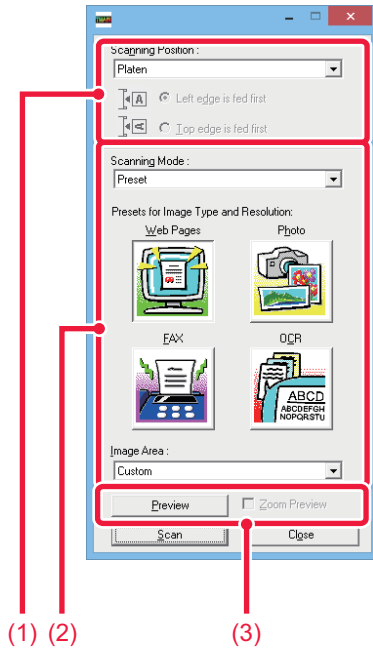 Scanning Position :
Platen
A
Left edge is fed first
A
Top edge is fed first
Scanning Mode :
Preset
Presets for Image Type and Resolution:
Web Pages Photo
FAX OCR
ABCD
ABCDEFGH
NOPQRSTU
Image Area :
Custom
Preview Zoom Preview
Scan Close
(1) (2) (3)